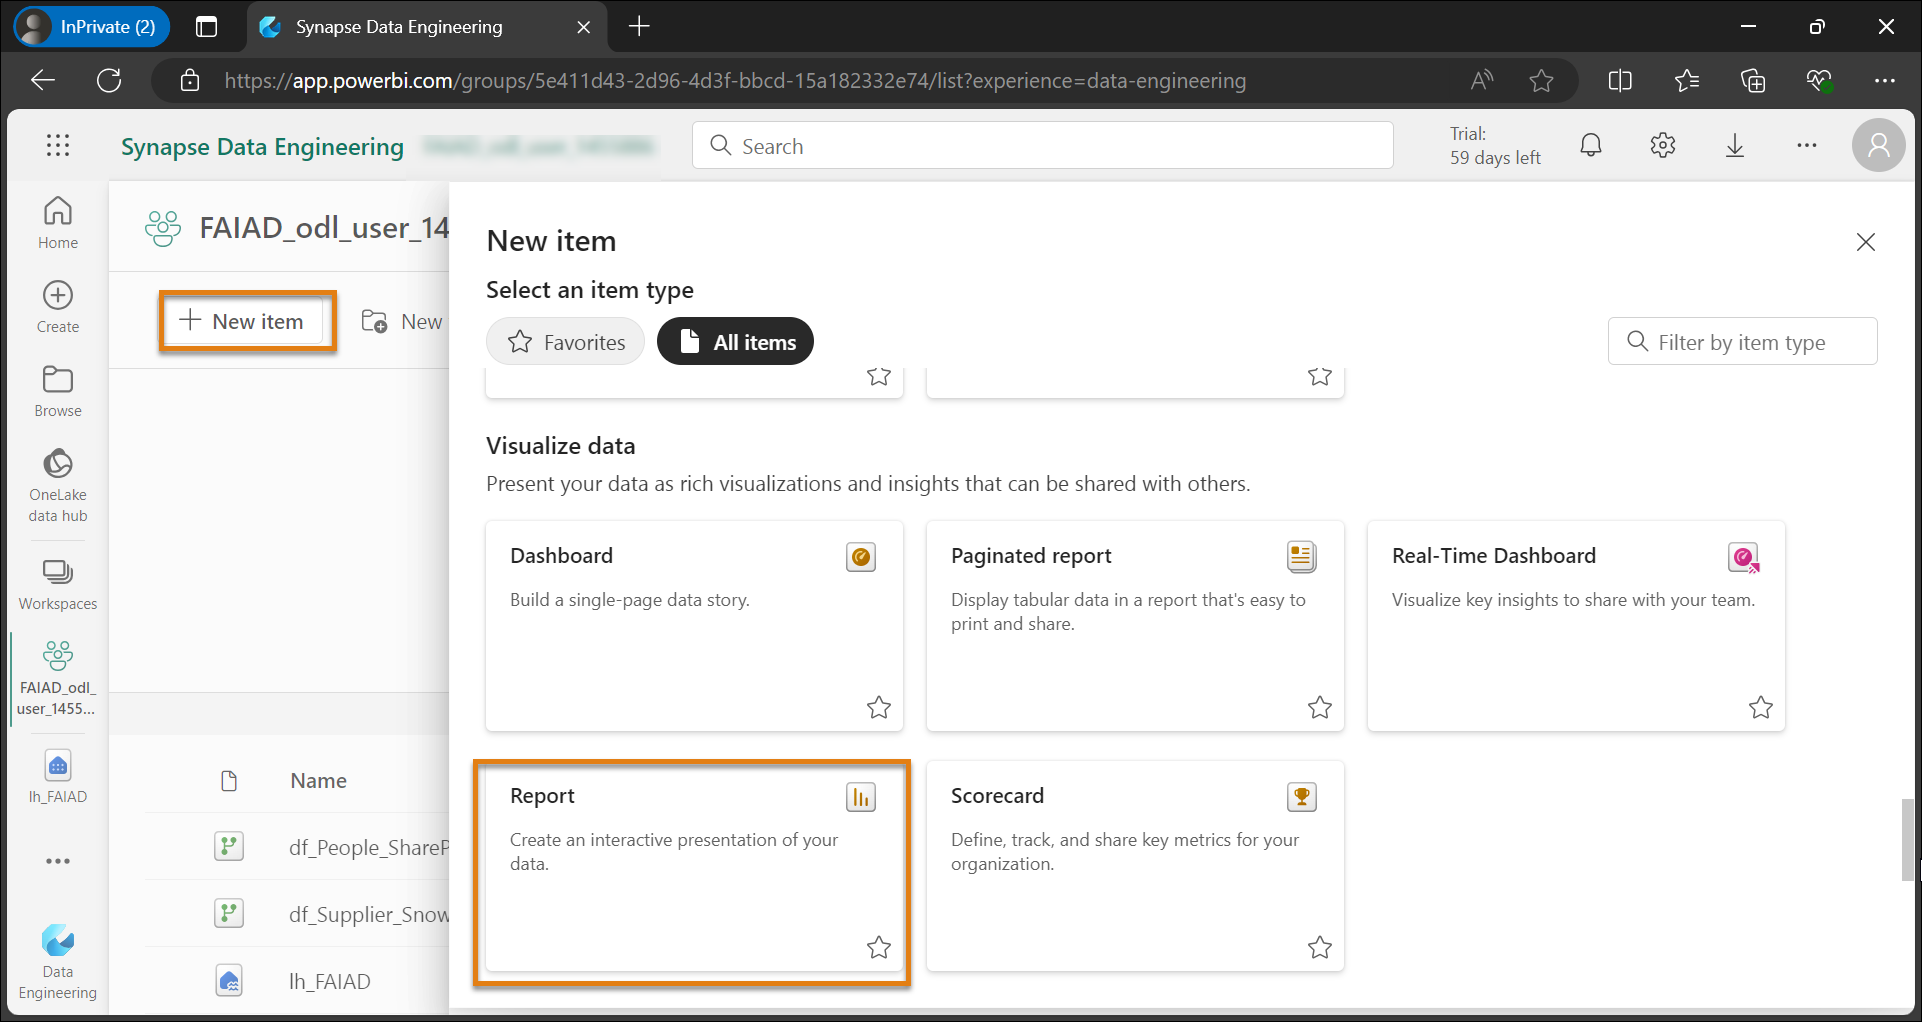 InPrivate (2)
Synapse Data Engineering
https://app.powerbi.com/groups/5e411d43-2d96-4d3f-bbcd-15a182332e74/list?experience=data-engineering
Synapse Data Engineering
Search
Trial:
59 days left
Home
Create
Browse
OneLake
data hub
Workspaces
FAIAD_odl_
user_1455...
lh_FAIAD
Data
Engineering
FAIAD_odl_user_14
New item
New
Name
df_People_ShareP
df_Supplier_Snow
lh_FAIAD
New item
Select an item type
Favorites
All items
Filter by item type
Visualize data
Present your data as rich visualizations and insights that can be shared with others.
Dashboard
Build a single-page data story.
Paginated report
Display tabular data in a report that's easy to
print and share.
Real-Time Dashboard
Visualize key insights to share with your team.
Report
Create an interactive presentation of your
data.
Scorecard
Define, track, and share key metrics for your
organization.